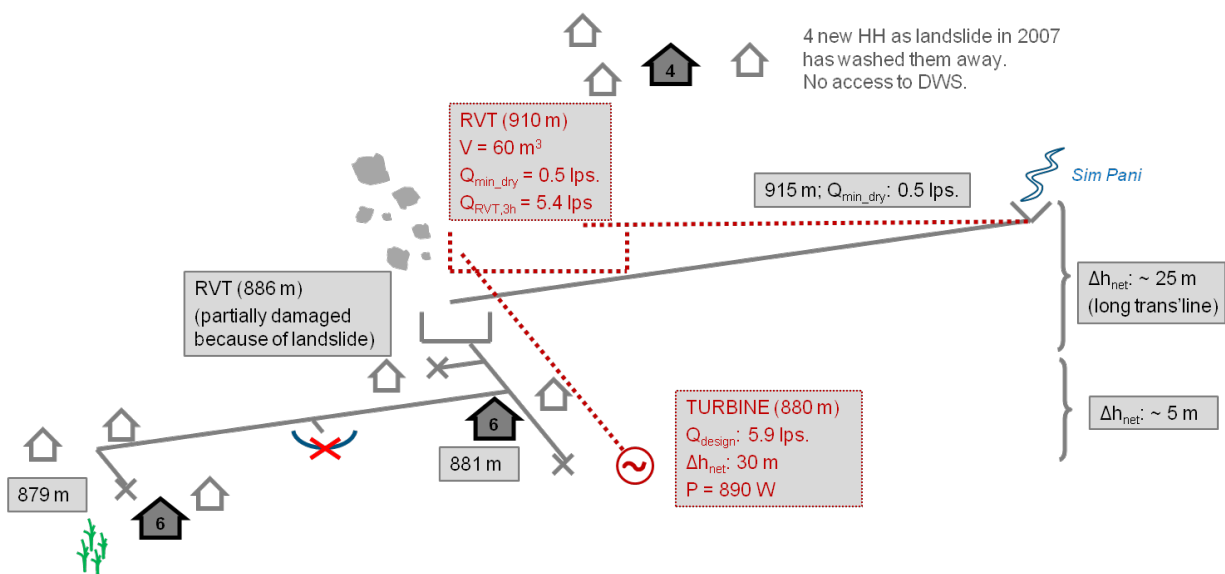 4 new HH as landslide in 2007
has washed them away.
No access to DWS.
4
RVT (910 m)
V = 60 m³
Qmin_dry = 0.5 lps.
QRVT,3h = 5.4 lps
915 m; Qmin_dry: 0.5 lps.
Sim Pani
RVT (886 m)
(partially damaged
because of landslide)
Δhnet: ~ 25 m
(long trans'line)
Δhnet: ~ 5 m
6
881 m
TURBINE (880 m)
Qdesign: 5.9 lps.
Δhnet: 30 m
P = 890 W
879 m
6